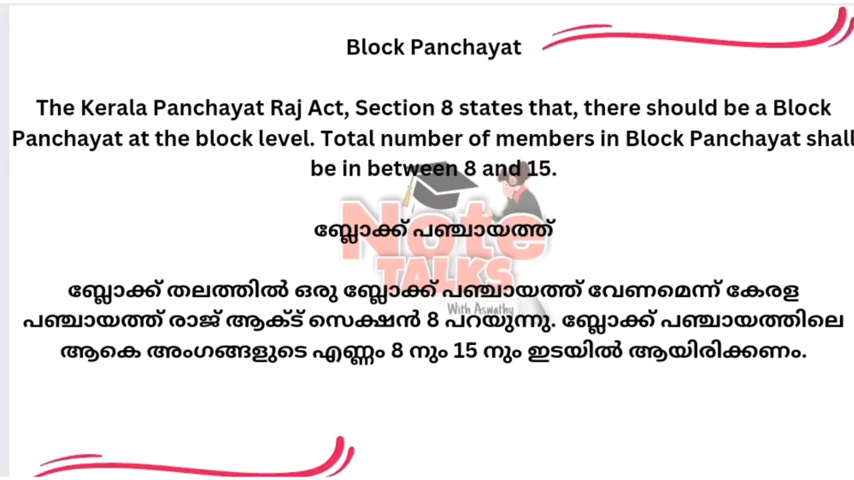 Block Panchayat
The Kerala Panchayat Raj Act, Section 8 states that, there should be a Block
Panchayat at the block level. Total number of members in Block Panchayat shall
be in between 8 and 15.
ബ്ലോക്ക് പഞ്ചായത്ത്
Note
TALKS
With Aswathy
ബ്ലോക്ക് തലത്തിൽ ഒരു ബ്ലോക്ക് പഞ്ചായത്ത് വേണമെന്ന് കേരള
പഞ്ചായത്ത് രാജ് ആക്ട് സെക്ഷൻ 8 പറയുന്നു. ബ്ലോക്ക് പഞ്ചായത്തിലെ
ആകെ അംഗങ്ങളുടെ എണ്ണം 8 നും 15 നും ഇടയിൽ ആയിരിക്കണം.